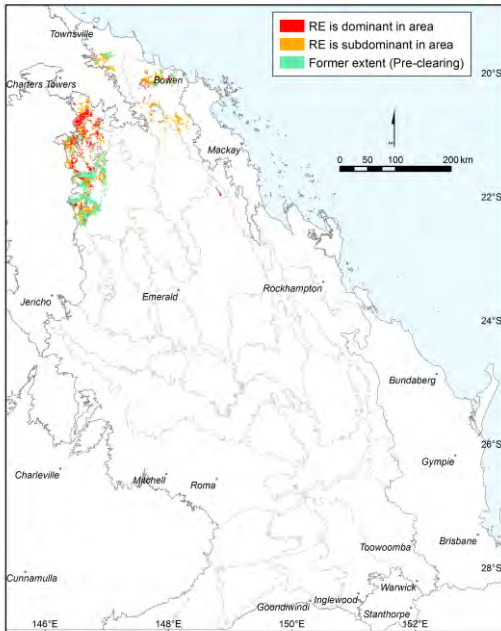 RE is dominant in area
RE is subdominant in area
Former extent (Pre-clearing)
Townsville
20°S
Charters Towers
Bowen
Mackay
0 50 100 200 km
22°S
Jericho
Emerald
Rockhampton
24°S
Bundaberg
26°S
Charleville
Mitchell
Roma
Gympie
Toowoomba
Brisbane
28°S
Cunnamulla
Goondiwindi
Inglewood
Warwick
Stanthorpe
146°E
148°E
150°E
152°E